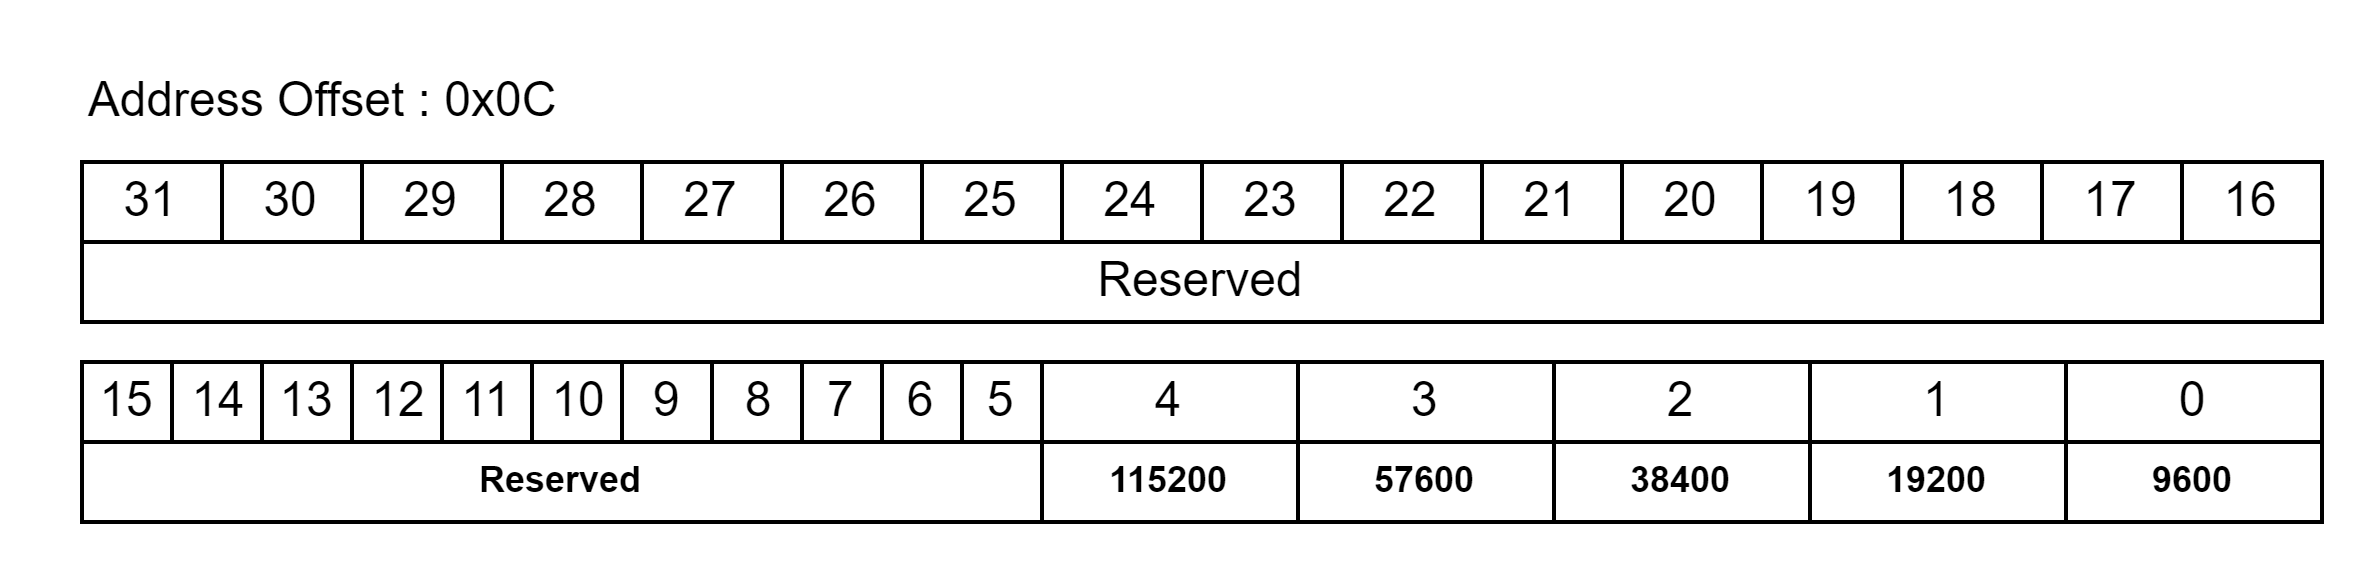 Address Offset : 0x0C
31 30 29 28 27 26 25 24 23 22 21 20 19 18 17 16
Reserved
15 14 13 12 11 10 9 8 7 6 5 4 3 2 1 0
Reserved 115200 57600 38400 19200 9600